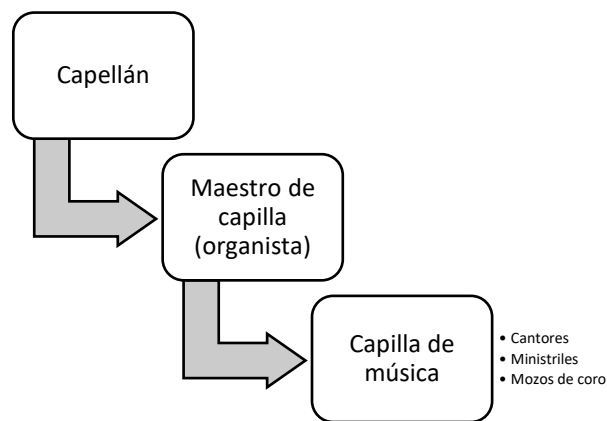 Capellán
Maestro de
capilla
(organista)
Capilla de
música
• Cantores
• Ministriles
• Mozos de coro